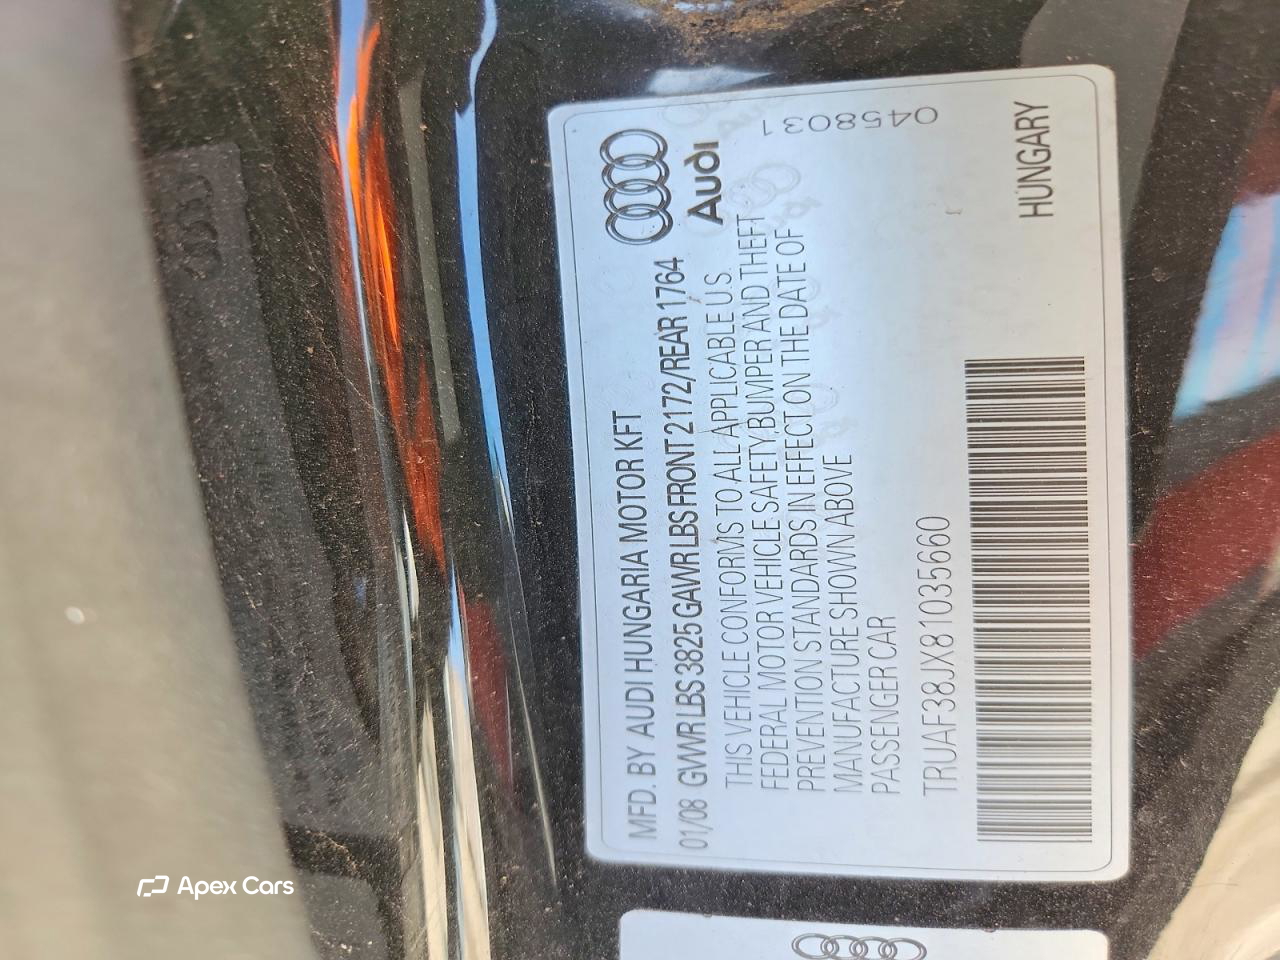 MFD. BY AUDI HUNGARIA MOTOR KFT
01/08 GVWR LBS 3825 GAWR LBS FRONT 2172/REAR 1764
Audi
THIS VEHICLE CONFORMS TO ALL APPLICABLE U.S.
FEDERAL MOTOR VEHICLE SAFETY,BUMPER AND THEFT
PREVENTION STANDARDS IN EFFECT ON THE DATE OF
MANUFACTURE SHOWN ABOVE
PASSENGER CAR
0458031
TRUAF38JX81035660
HUNGARY
Apex Cars